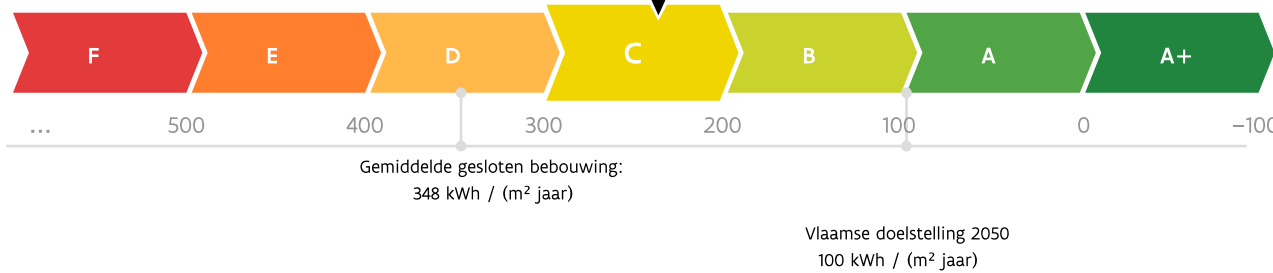 F E D C B A A+
... 500 400 300 200 100 0 −100
Gemiddelde gesloten bebouwing:
348 kWh / (m² jaar)
Vlaamse doelstelling 2050
100 kWh / (m² jaar)